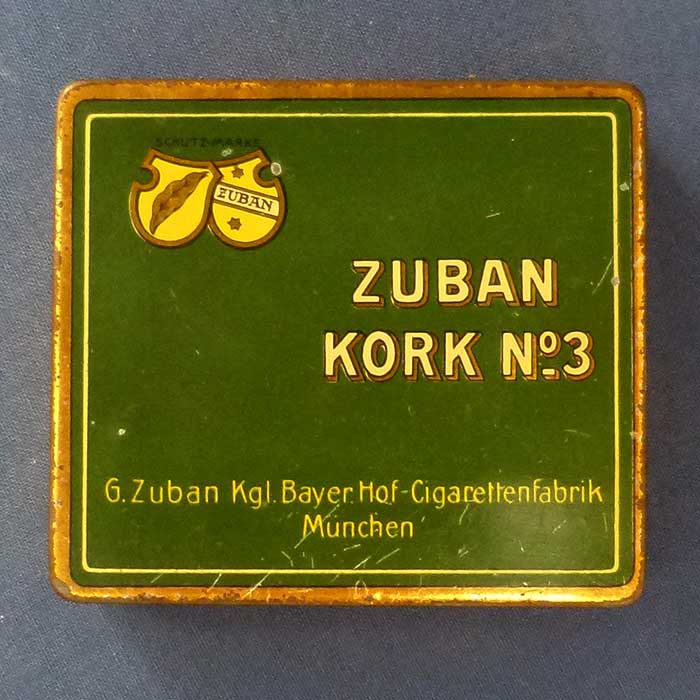 SCHUTZ-MARKE
ZUBAN
ZUBAN
KORK Nº3
G. Zuban Kgl. Bayer. Hof-Cigarettenfabrik
München